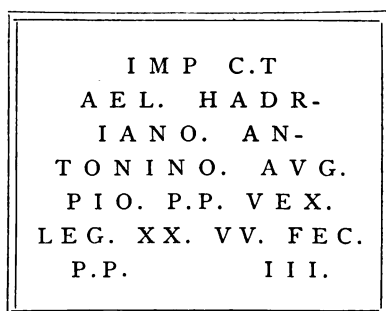 IMP C.T
AEL. HADR-
IANO. AN-
TONINO. AVG.
PIO. P.P. VEX.
LEG. XX. VV. FEC.
P.P. III.